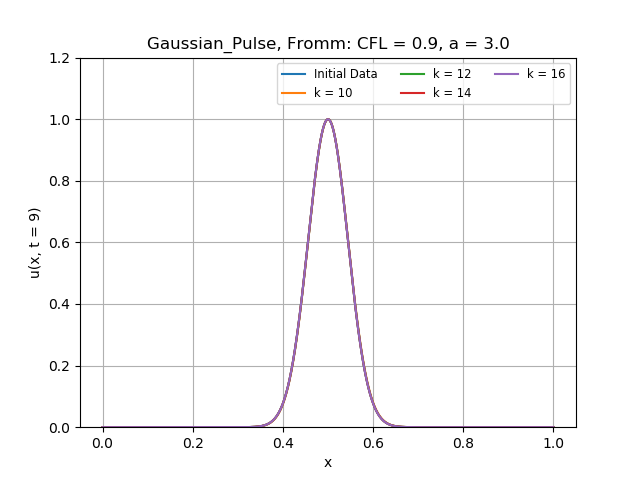 Gaussian_Pulse, Fromm: CFL = 0.9, a = 3.0
Initial Data
k = 10
k = 12
k = 14
k = 16
1.2
1.0
0.8
0.6
0.4
0.2
0.0
u(x, t = 9)
0.0 0.2 0.4 0.6 0.8 1.0
x